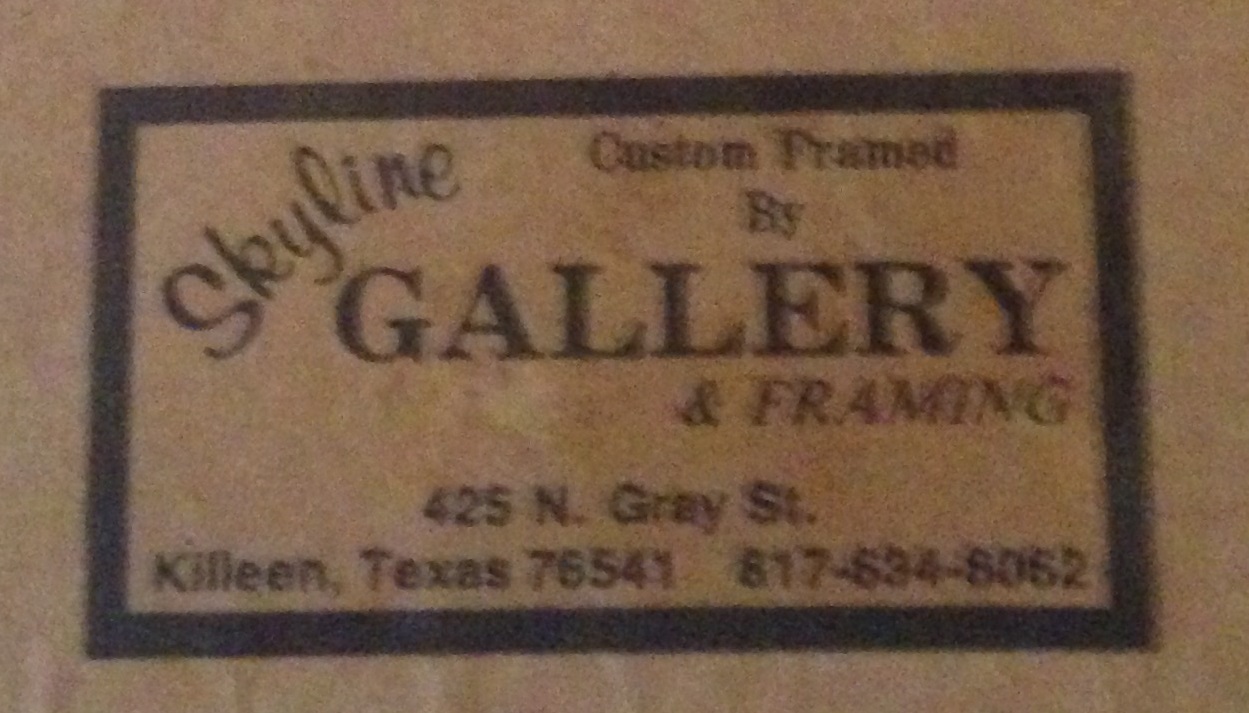 Custom Framed
By
Skyline
GALLERY
& FRAMING
425 N. Gray St.
Killeen, Texas 76541 817-634-8062